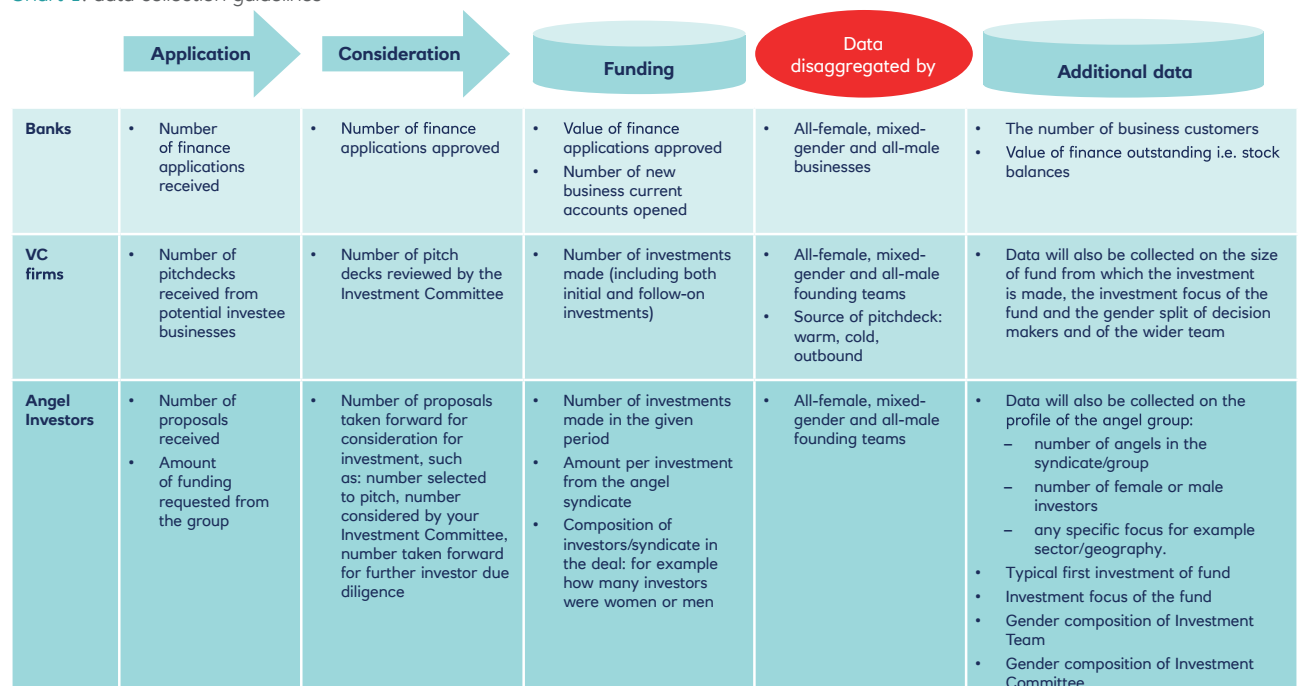 Chart 1: data collection guidelines
Application
Consideration
Funding
Data
disaggregated by
Additional data
Banks
• Number
of finance
applications
received
• Number of finance
applications approved
• Value of finance
applications approved
• Number of new
business current
accounts opened
• All-female, mixed-
gender and all-male
businesses
• The number of business customers
• Value of finance outstanding i.e. stock
balances
VC
firms
• Number of
pitchdecks
received from
potential investee
businesses
• Number of pitch
decks reviewed by the
Investment Committee
• Number of investments
made (including both
initial and follow-on
investments)
• All-female, mixed-
gender and all-male
founding teams
• Source of pitchdeck:
warm, cold,
outbound
• Data will also be collected on the size
of fund from which the investment
is made, the investment focus of the
fund and the gender split of decision
makers and of the wider team
Angel
Investors
• Number of
proposals
received
• Amount
of funding
requested from
the group
• Number of proposals
taken forward for
consideration for
investment, such
as: number selected
to pitch, number
considered by your
Investment Committee,
number taken forward
for further investor due
diligence
• Number of investments
made in the given
period
• Amount per investment
from the angel
syndicate
• Composition of
investors/syndicate in
the deal: for example
how many investors
were women or men
• All-female, mixed-
gender and all-male
founding teams
• Data will also be collected on the
profile of the angel group:
– number of angels in the
syndicate/group
– number of female or male
investors
– any specific focus for example
sector/geography.
• Typical first investment of fund
• Investment focus of the fund
• Gender composition of Investment
Team
• Gender composition of Investment
Committee